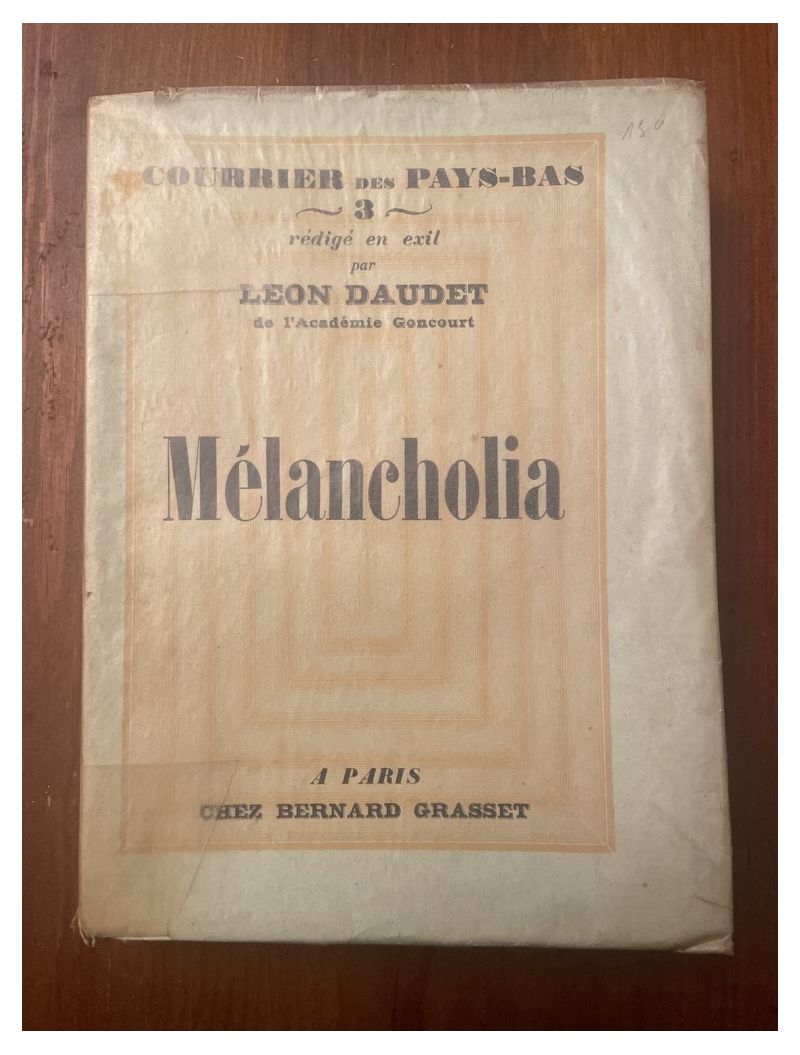 150
COURRIER DES PAYS-BAS
3
rédigé en exil
par
LEON DAUDET
de l'Académie Goncourt
Mélancholia
A PARIS
CHEZ BERNARD GRASSET